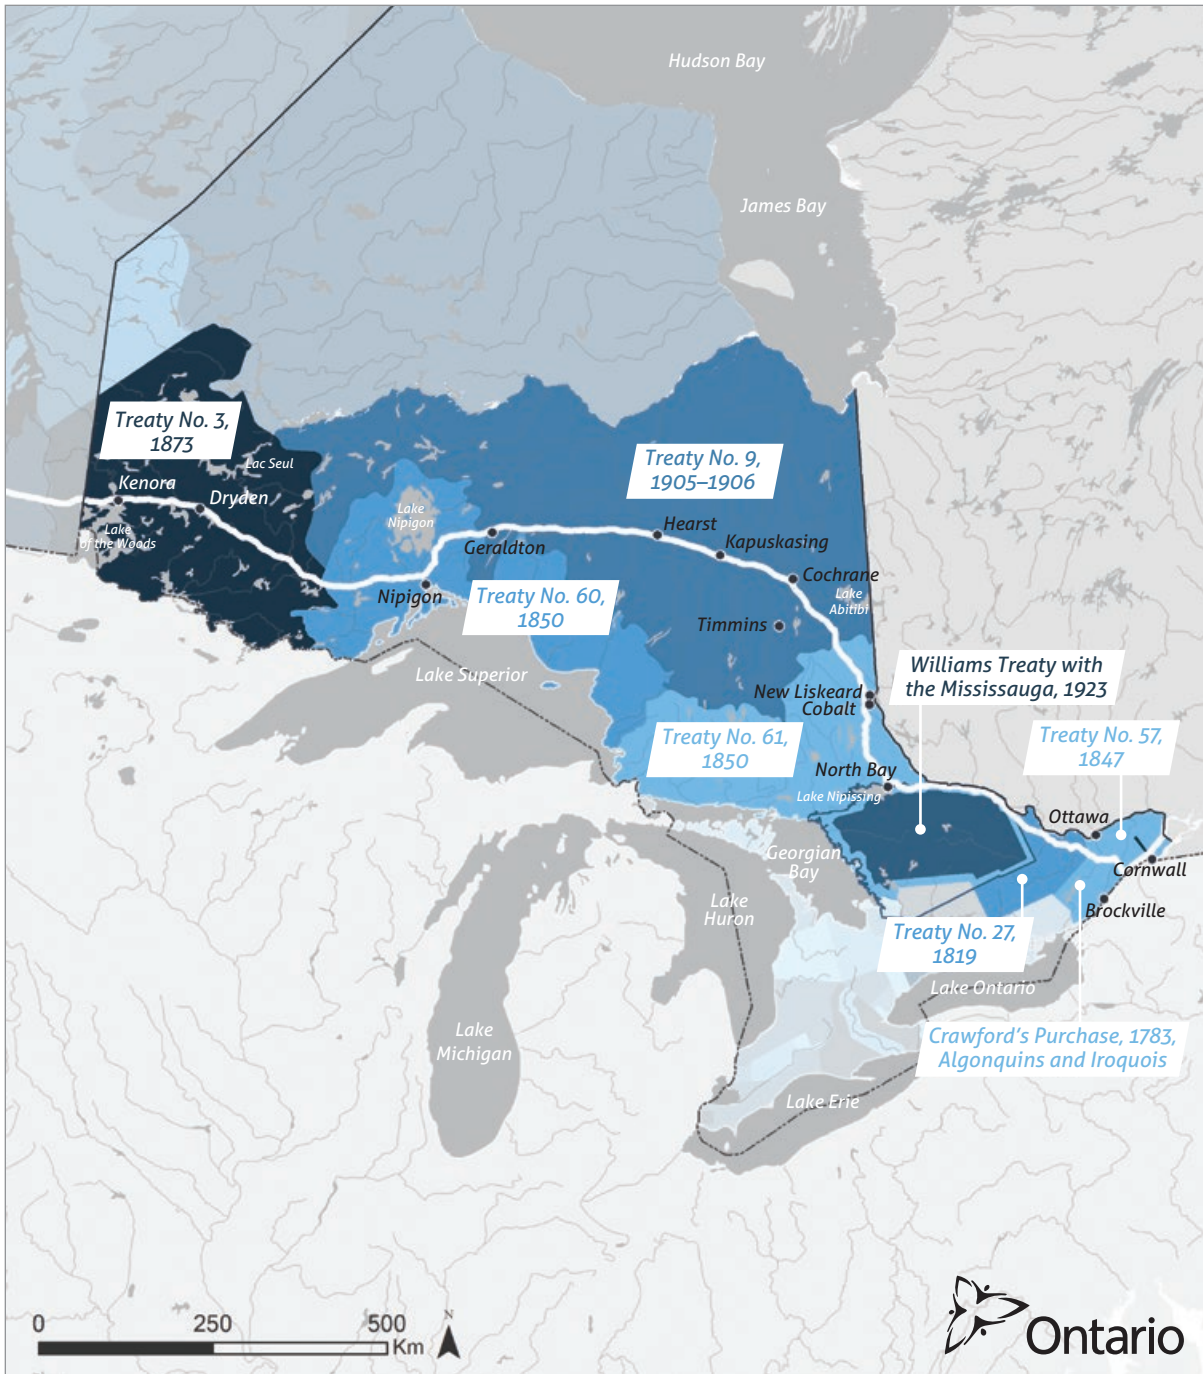 Hudson Bay
James Bay
Treaty No. 3,
1873
Lac Seul
Kenora
Dryden
Lake
of the Woods
Treaty No. 9,
1905–1906
Lake
Nipigon
Geraldton
Hearst
Kapuskasing
Cochrane
Lake
Abitibi
Nipigon
Treaty No. 60,
1850
Timmins
Lake Superior
Williams Treaty with
the Mississauga, 1923
New Liskeard
Cobalt
Treaty No. 61,
1850
Treaty No. 57,
1847
North Bay
Lake Nipissing
Ottawa
Georgian
Bay
Cornwall
Lake
Huron
Brockville
Treaty No. 27,
1819
Lake Ontario
Lake
Michigan
Crawford's Purchase, 1783,
Algonquins and Iroquois
Lake Erie
0 250 500
Km
N
Ontario